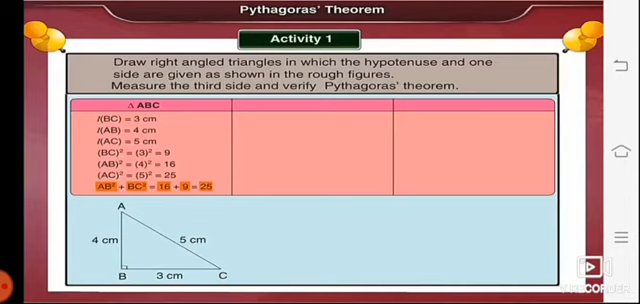 Pythagoras' Theorem
Activity 1
Draw right angled triangles in which the hypotenuse and one
side are given as shown in the rough figures.
Measure the third side and verify Pythagoras' theorem.
Δ ABC
l(BC) = 3 cm
l(AB) = 4 cm
l(AC) = 5 cm
(BC)² = (3)² = 9
(AB)² = (4)² = 16
(AC)² = (5)² = 25
AB² + BC² = 16 + 9 = 25
A
4 cm
5 cm
B
3 cm
C